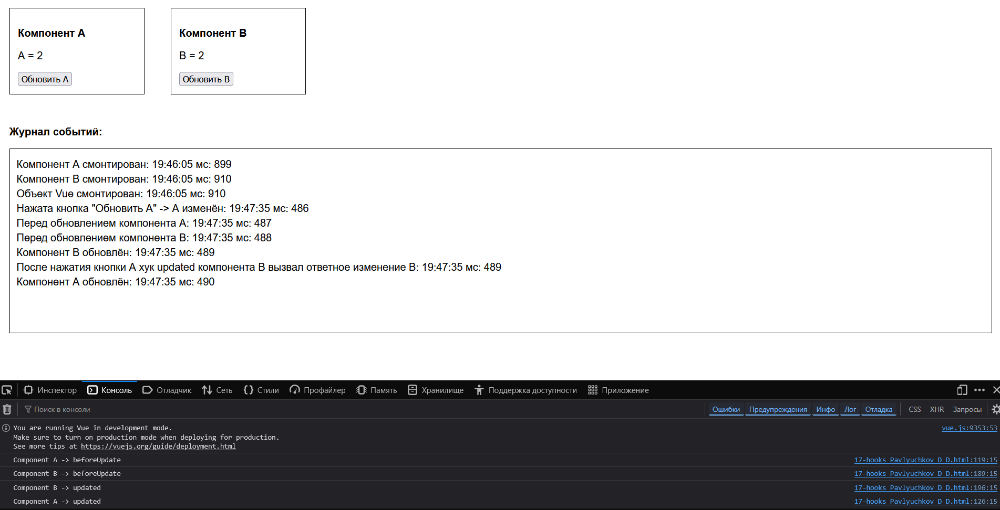 Компонент A
A = 2
Обновить A
Компонент B
B = 2
Обновить B
Журнал событий:
Компонент A смонтирован: 19:46:05 мс: 899
Компонент B смонтирован: 19:46:05 мс: 910
Объект Vue смонтирован: 19:46:05 мс: 910
Нажата кнопка "Обновить A" -> A изменён: 19:47:35 мс: 486
Перед обновлением компонента A: 19:47:35 мс: 487
Перед обновлением компонента B: 19:47:35 мс: 488
Компонент B обновлён: 19:47:35 мс: 489
После нажатия кнопки A хук updated компонента B вызвал ответное изменение B: 19:47:35 мс: 489
Компонент A обновлён: 19:47:35 мс: 490
Инспектор Консоль Отладчик Сеть Стили Профайлер Память Хранилище Поддержка доступности Приложение
Поиск в консоли Ошибки Предупреждения Инфо Лог Отладка CSS XHR Запросы
You are running Vue in development mode. vue.js:9353:53
Make sure to turn on production mode when deploying for production.
See more tips at https://vuejs.org/guide/deployment.html
Component A -> beforeUpdate 17-hooks Pavlyuchkov D D.html:119:15
Component B -> beforeUpdate 17-hooks Pavlyuchkov D D.html:189:15
Component B -> updated 17-hooks Pavlyuchkov D D.html:196:15
Component A -> updated 17-hooks Pavlyuchkov D D.html:126:15